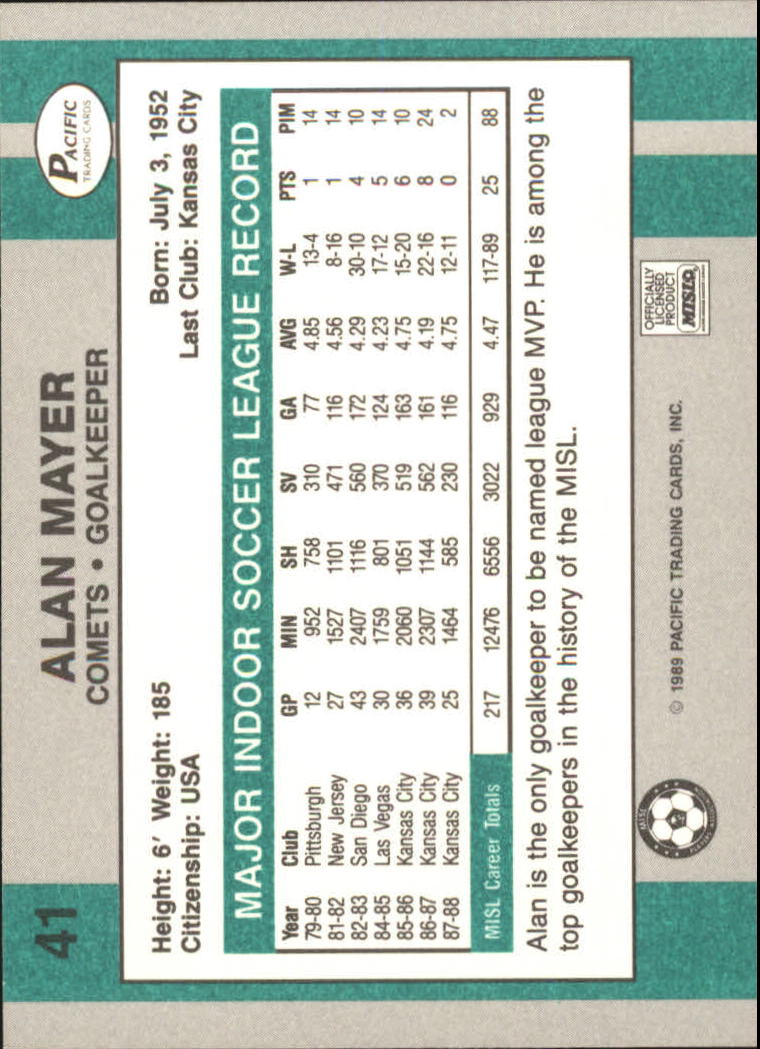 41
ALAN MAYER
COMETS • GOALKEEPER
PACIFIC
TRADING CARDS
Height: 6' Weight: 185 Born: July 3, 1952
Citizenship: USA Last Club: Kansas City
MAJOR INDOOR SOCCER LEAGUE RECORD
Year Club GP MIN SH SV GA AVG W-L PTS PIM
79-80 Pittsburgh 12 952 758 310 77 4.85 13-4 1 14
81-82 New Jersey 27 1527 1101 471 116 4.56 8-16 1 14
82-83 San Diego 43 2407 1116 560 172 4.29 30-10 4 10
84-85 Las Vegas 30 1759 801 370 124 4.23 17-12 5 14
85-86 Kansas City 36 2060 1051 519 163 4.75 15-20 6 10
86-87 Kansas City 39 2307 1144 562 161 4.19 22-16 8 24
87-88 Kansas City 25 1464 585 230 116 4.75 12-11 0 2
MISL Career Totals 217 12476 6556 3022 929 4.47 117-89 25 88
Alan is the only goalkeeper to be named league MVP. He is among the
top goalkeepers in the history of the MISL.
MISL
PLAYERS
© 1989 PACIFIC TRADING CARDS, INC.
OFFICIALLY
LICENSED
PRODUCT
MISL